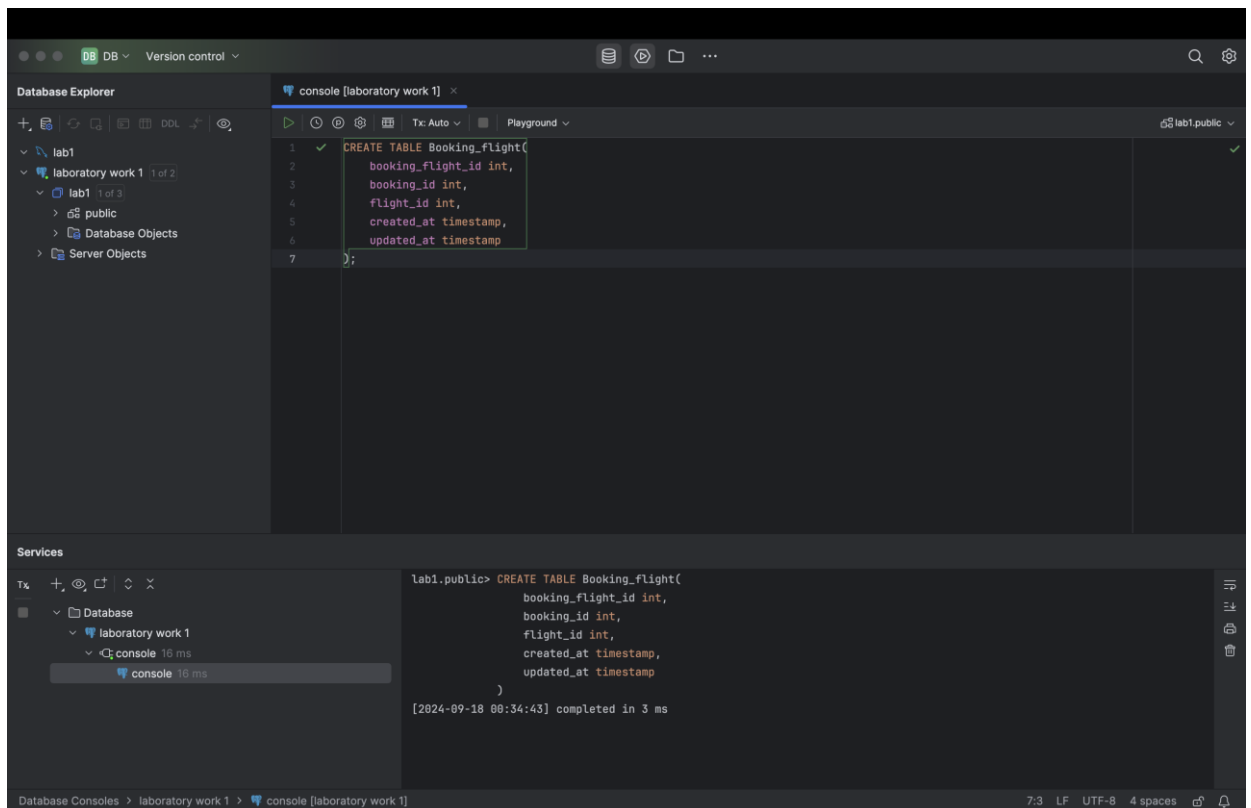 DB DB Version control
Database Explorer
console [laboratory work 1]
DDL
Tx: Auto Playground lab1.public
lab1
laboratory work 1 1 of 2
lab1 1 of 3
public
Database Objects
Server Objects
1 CREATE TABLE Booking_flight(
2 booking_flight_id int,
3 booking_id int,
4 flight_id int,
5 created_at timestamp,
6 updated_at timestamp
7 );
Services
Tx
Database
laboratory work 1
console 16 ms
console 16 ms
lab1.public> CREATE TABLE Booking_flight(
booking_flight_id int,
booking_id int,
flight_id int,
created_at timestamp,
updated_at timestamp
)
[2024-09-18 00:34:43] completed in 3 ms
Database Consoles > laboratory work 1 > console [laboratory work 1]
7:3 LF UTF-8 4 spaces